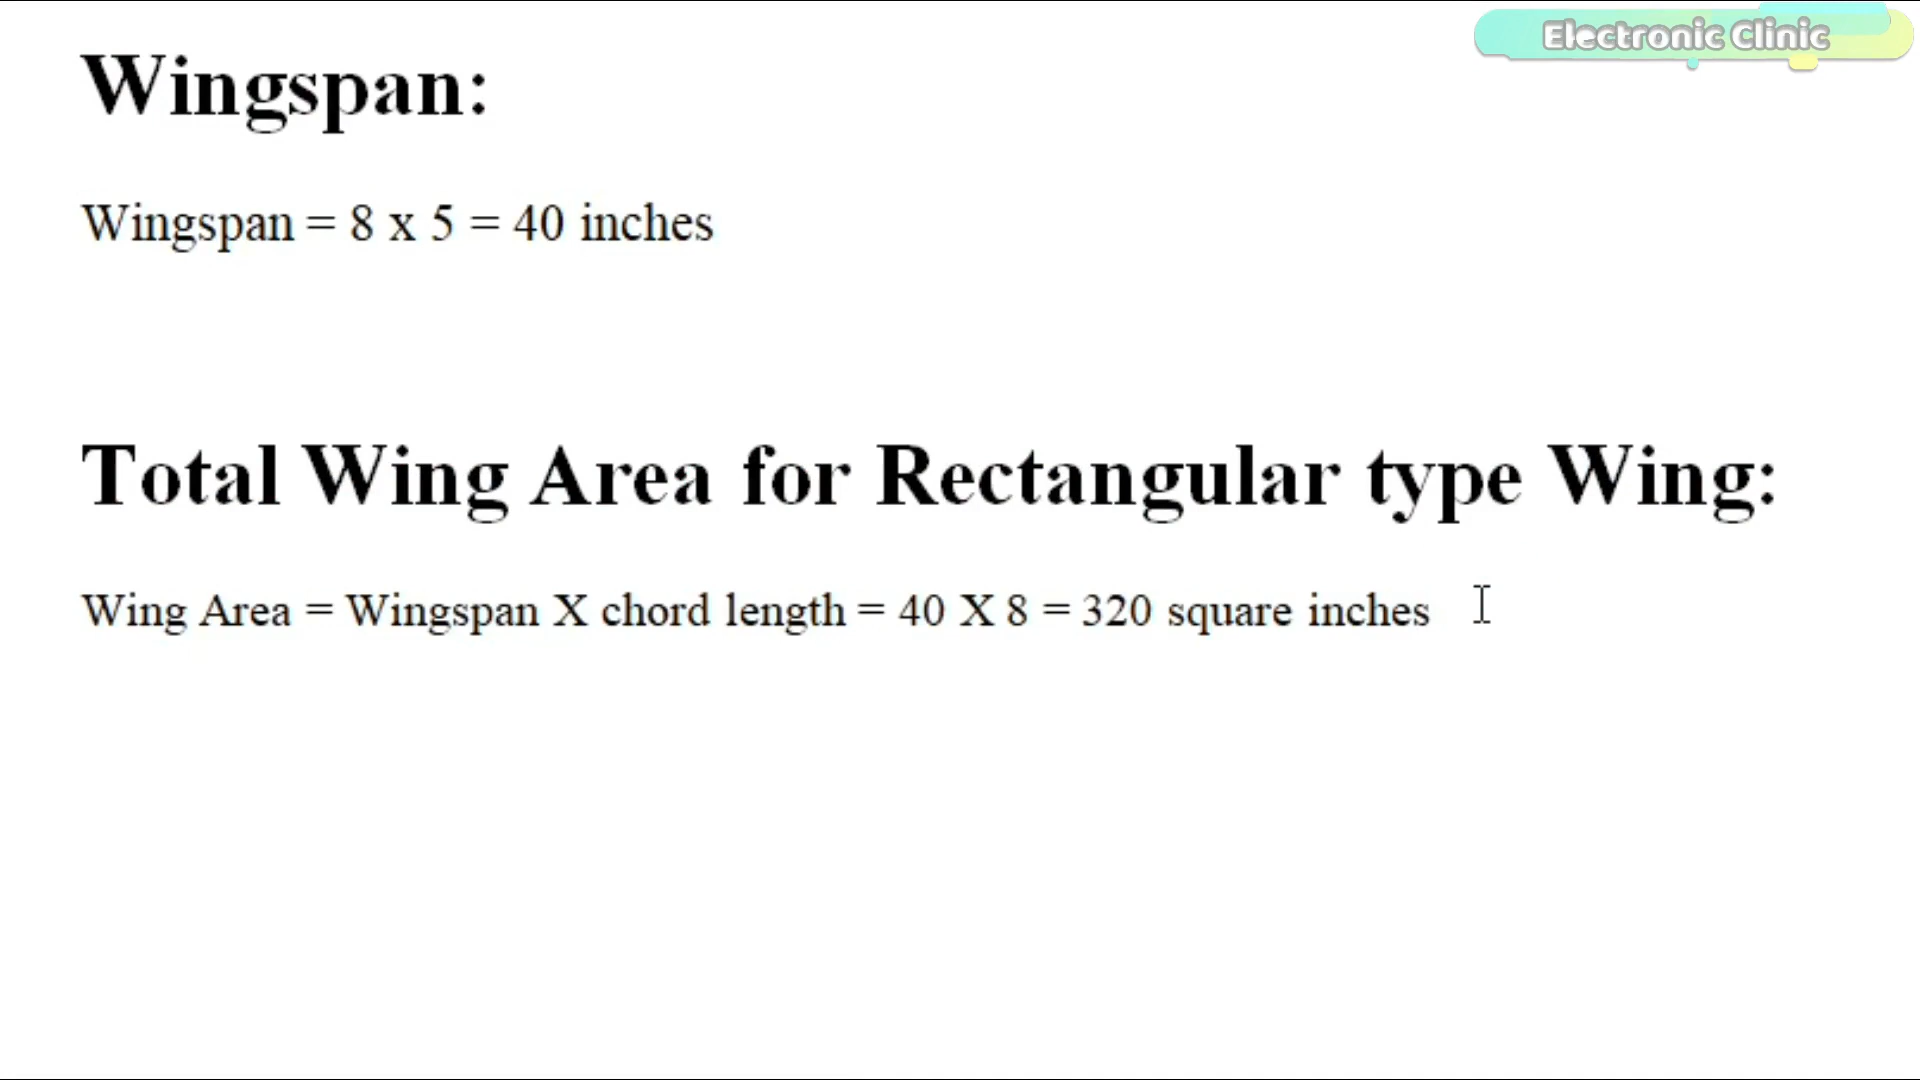 Electronic Clinic
Wingspan:
Wingspan = 8 x 5 = 40 inches
Total Wing Area for Rectangular type Wing:
Wing Area = Wingspan X chord length = 40 X 8 = 320 square inches